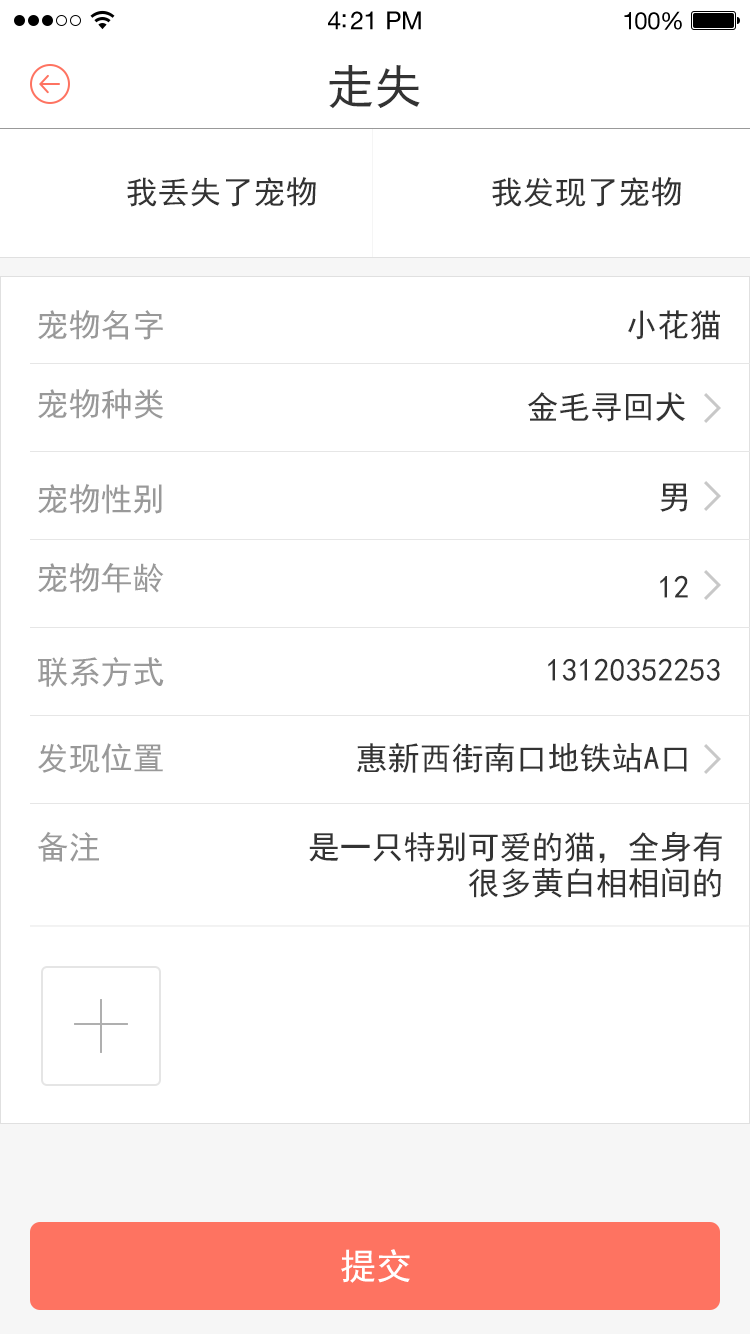 4:21 PM 100%
走失
我丢失了宠物 我发现了宠物
宠物名字 小花猫
宠物种类 金毛寻回犬
宠物性别 男
宠物年龄 12
联系方式 13120352253
发现位置 惠新西街南口地铁站A口
备注 是一只特别可爱的猫，全身有
很多黄白相相间的
提交